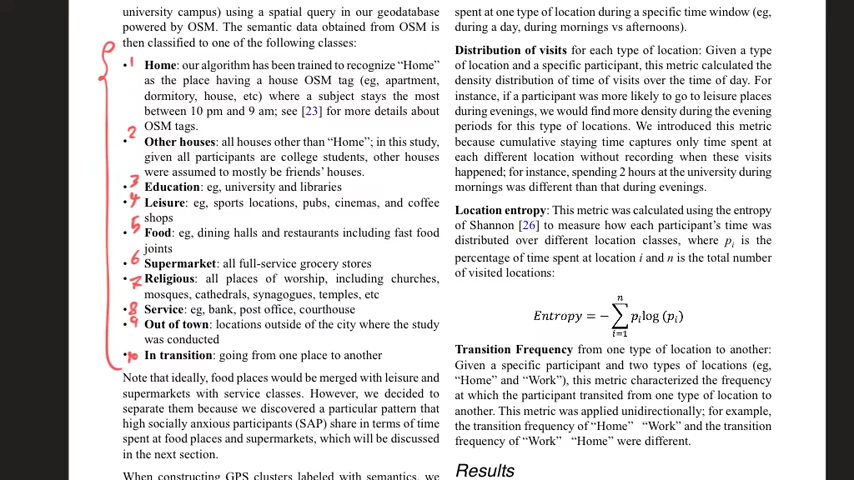 university campus) using a spatial query in our geodatabase
powered by OSM. The semantic data obtained from OSM is
then classified to one of the following classes:
• 1 Home: our algorithm has been trained to recognize “Home”
as the place having a house OSM tag (eg, apartment,
dormitory, house, etc) where a subject stays the most
between 10 pm and 9 am; see [23] for more details about
OSM tags.
• 2 Other houses: all houses other than “Home”; in this study,
given all participants are college students, other houses
were assumed to mostly be friends’ houses.
• 3 Education: eg, university and libraries
• 4 Leisure: eg, sports locations, pubs, cinemas, and coffee
shops
• 5 Food: eg, dining halls and restaurants including fast food
joints
• 6 Supermarket: all full-service grocery stores
• 7 Religious: all places of worship, including churches,
mosques, cathedrals, synagogues, temples, etc
• 8 Service: eg, bank, post office, courthouse
• 9 Out of town: locations outside of the city where the study
was conducted
• 10 In transition: going from one place to another
Note that ideally, food places would be merged with leisure and
supermarkets with service classes. However, we decided to
separate them because we discovered a particular pattern that
high socially anxious participants (SAP) share in terms of time
spent at food places and supermarkets, which will be discussed
in the next section.
When constructing GPS clusters labeled with semantics, we
spent at one type of location during a specific time window (eg,
during a day, during mornings vs afternoons).
Distribution of visits for each type of location: Given a type
of location and a specific participant, this metric calculated the
density distribution of time of visits over the time of day. For
instance, if a participant was more likely to go to leisure places
during evenings, we would find more density during the evening
periods for this type of locations. We introduced this metric
because cumulative staying time captures only time spent at
each different location without recording when these visits
happened; for instance, spending 2 hours at the university during
mornings was different than that during evenings.
Location entropy: This metric was calculated using the entropy
of Shannon [26] to measure how each participant’s time was
distributed over different location classes, where pi is the
percentage of time spent at location i and n is the total number
of visited locations:
n
Entropy = − ∑ pi log (pi)
i=1
Transition Frequency from one type of location to another:
Given a specific participant and two types of locations (eg,
“Home” and “Work”), this metric characterized the frequency
at which the participant transited from one type of location to
another. This metric was applied unidirectionally; for example,
the transition frequency of “Home” “Work” and the transition
frequency of “Work” “Home” were different.
Results